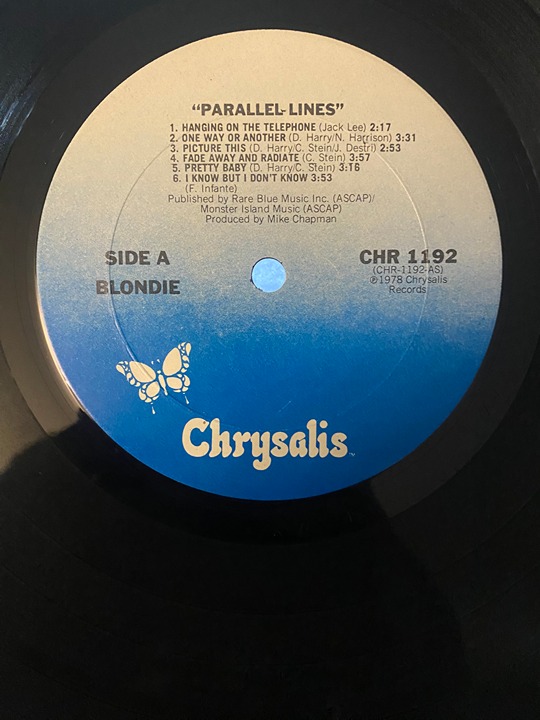 "PARALLEL LINES"
1. HANGING ON THE TELEPHONE (Jack Lee) 2:17
2. ONE WAY OR ANOTHER (D. Harry/N. Harrison) 3:31
3. PICTURE THIS (D. Harry/C. Stein/J. Destri) 2:53
4. FADE AWAY AND RADIATE (C. Stein) 3:57
5. PRETTY BABY (D. Harry/C. Stein) 3:16
6. I KNOW BUT I DON'T KNOW 3:53
(F. Infante)
Published by Rare Blue Music Inc. (ASCAP)/
Monster Island Music (ASCAP)
Produced by Mike Chapman
SIDE A
BLONDIE
CHR 1192
(CHR-1192-AS)
℗1978 Chrysalis
Records
Chrysalis